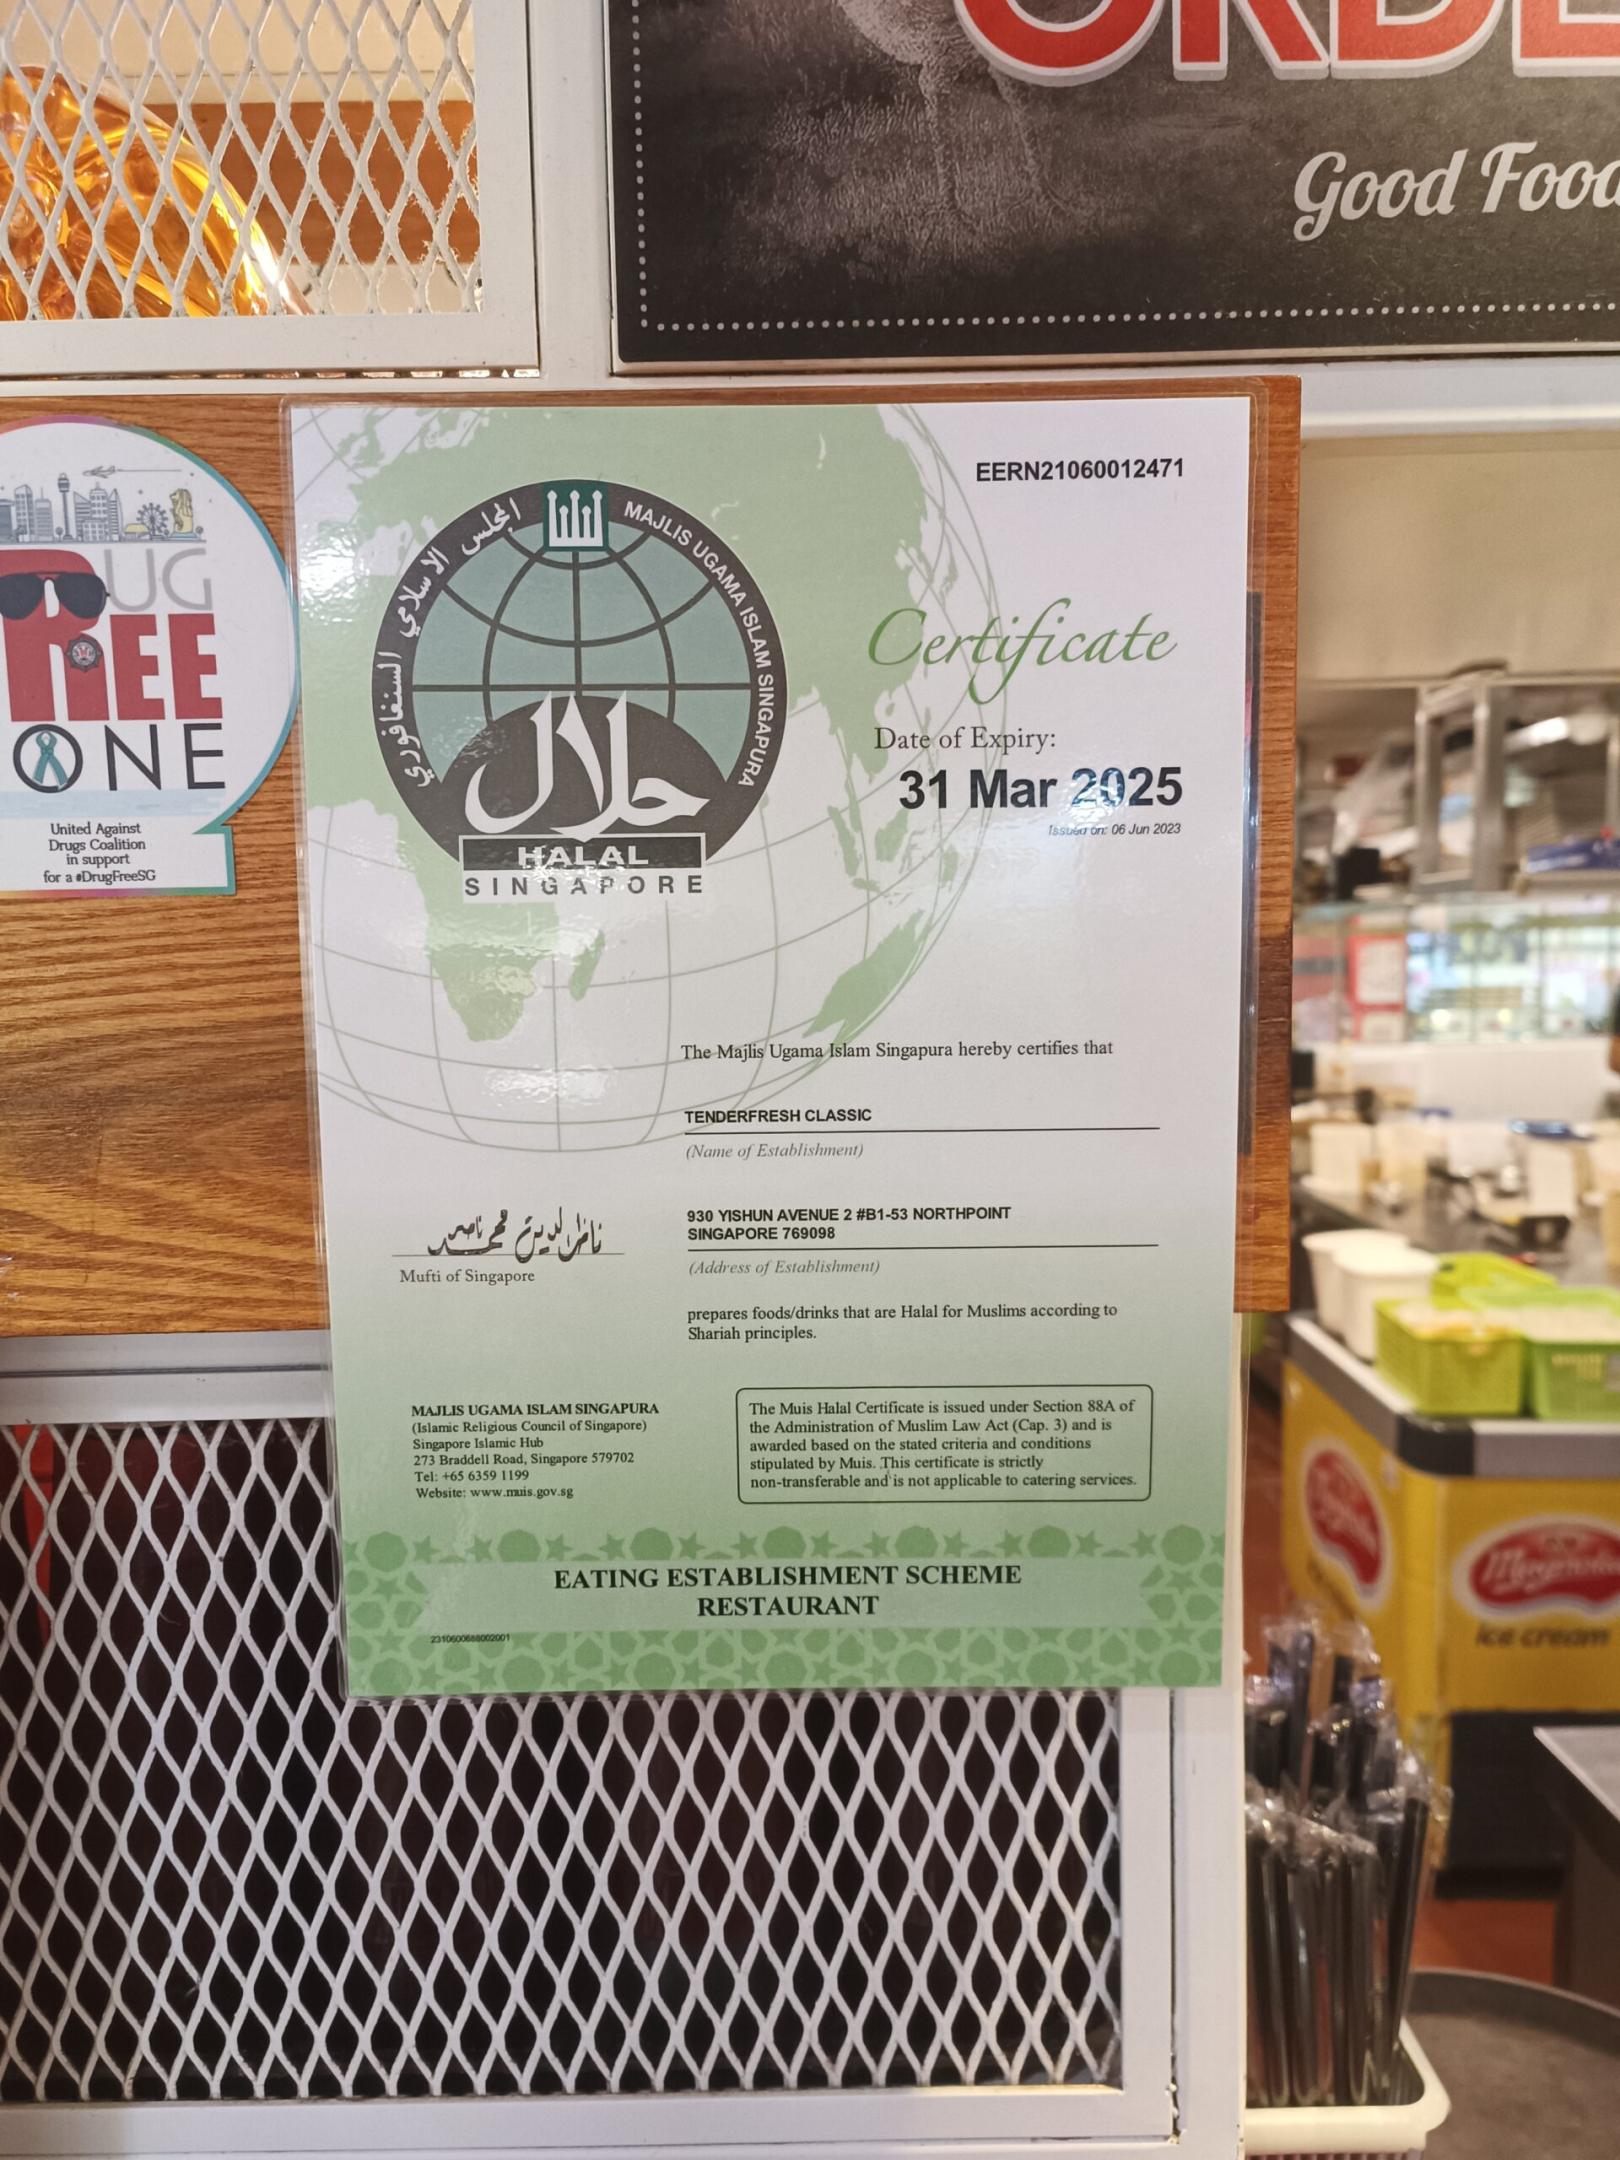 Good Food
UG
REE
ONE
United Against
Drugs Coalition
in support
for a #DrugFreeSG
EERN21060012471
المجلس الاسلامي السنغافوري
MAJLIS UGAMA ISLAM SINGAPURA
حلال
HALAL
SINGAPORE
Certificate
Date of Expiry:
31 Mar 2025
Issued on: 06 Jun 2023
The Majlis Ugama Islam Singapura hereby certifies that
TENDERFRESH CLASSIC
(Name of Establishment)
930 YISHUN AVENUE 2 #B1-53 NORTHPOINT
SINGAPORE 769098
(Address of Establishment)
Mufti of Singapore
prepares foods/drinks that are Halal for Muslims according to
Shariah principles.
MAJLIS UGAMA ISLAM SINGAPURA
(Islamic Religious Council of Singapore)
Singapore Islamic Hub
273 Braddell Road, Singapore 579702
Tel: +65 6359 1199
Website: www.muis.gov.sg
The Muis Halal Certificate is issued under Section 88A of
the Administration of Muslim Law Act (Cap. 3) and is
awarded based on the stated criteria and conditions
stipulated by Muis. This certificate is strictly
non-transferable and is not applicable to catering services.
EATING ESTABLISHMENT SCHEME
RESTAURANT
2310600688002001
Magnolia
ice cream